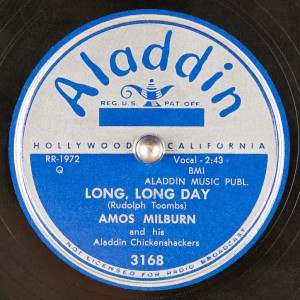 Aladdin
REG. U.S. PAT. OFF.
HOLLYWOOD CALIFORNIA
RR-1972 Vocal - 2:43
Q BMI
ALADDIN MUSIC PUBL.
LONG, LONG DAY
(Rudolph Toombs)
AMOS MILBURN
and his
Aladdin Chickenshackers
3168
NOT LICENSED FOR RADIO BROADCAST